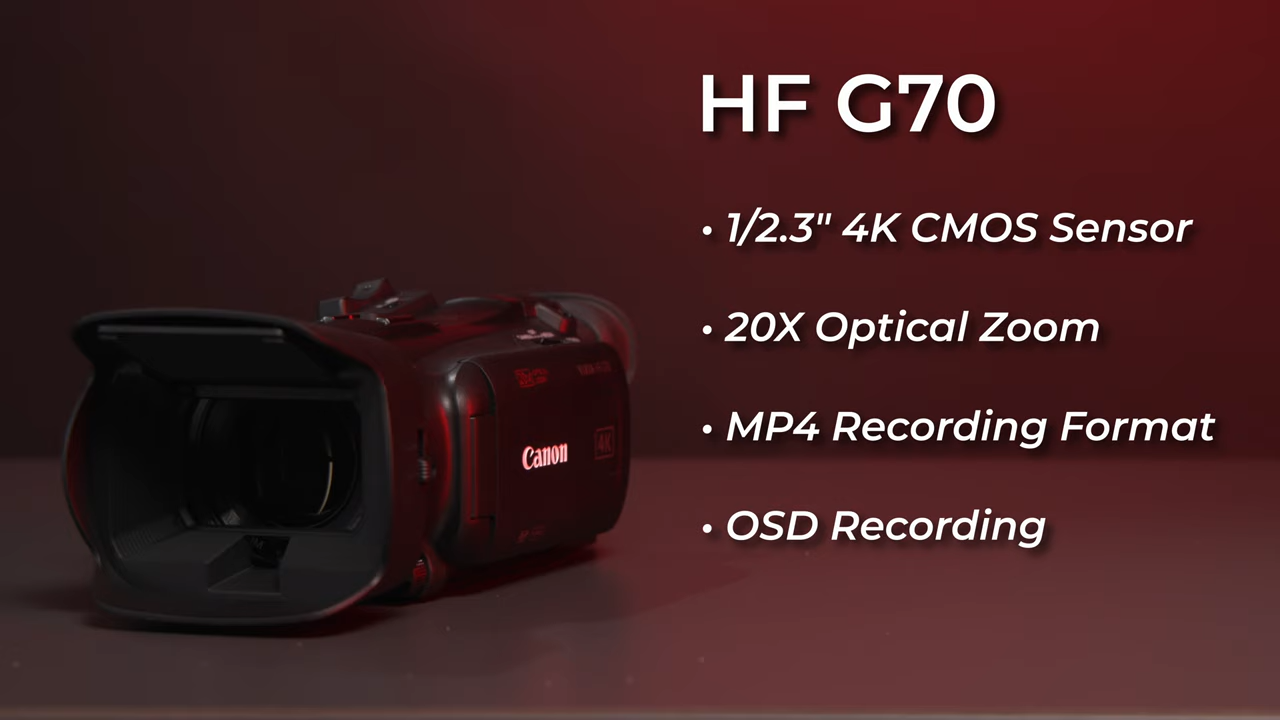 HF G70
• 1/2.3" 4K CMOS Sensor
• 20X Optical Zoom
• MP4 Recording Format
• OSD Recording
Canon
4K